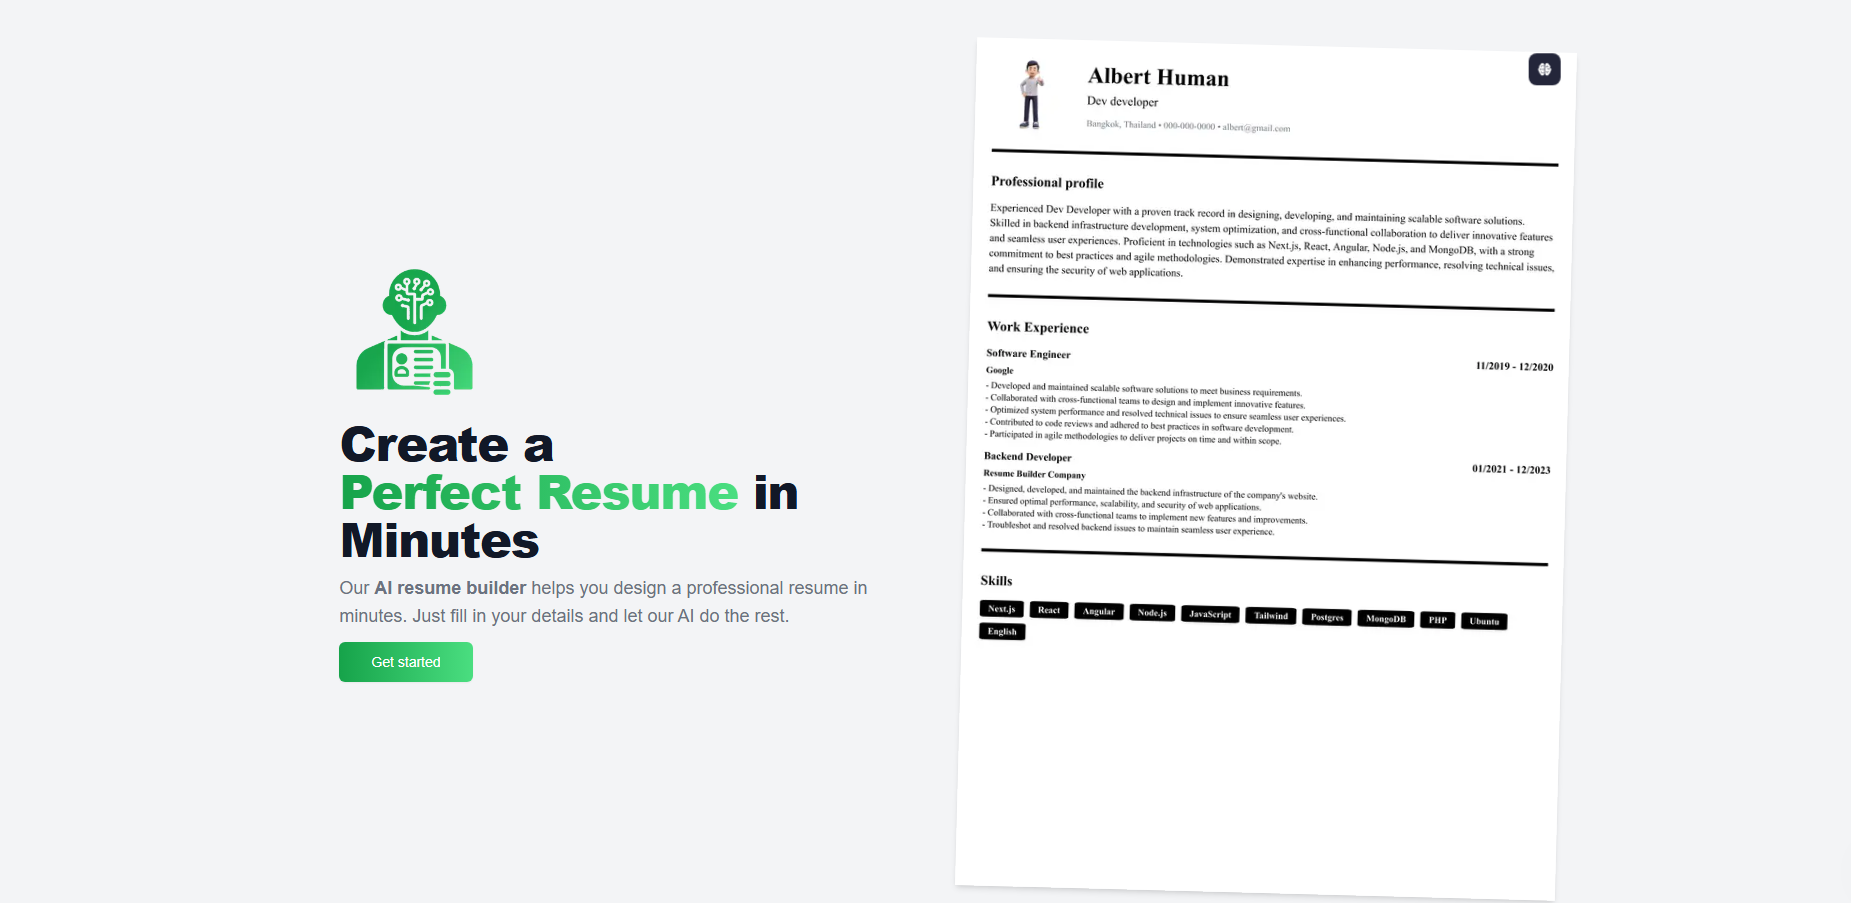 Create a
Perfect Resume in
Minutes
Our AI resume builder helps you design a professional resume in
minutes. Just fill in your details and let our AI do the rest.
Get started
Albert Human
Dev developer
Bangkok, Thailand • 000-000-0000 • albert@gmail.com
Professional profile
Experienced Dev Developer with a proven track record in designing, developing, and maintaining scalable software solutions.
Skilled in backend infrastructure development, system optimization, and cross-functional collaboration to deliver innovative features
and seamless user experiences. Proficient in technologies such as Next.js, React, Angular, Node.js, and MongoDB, with a strong
commitment to best practices and agile methodologies. Demonstrated expertise in enhancing performance, resolving technical issues,
and ensuring the security of web applications.
Work Experience
Software Engineer
11/2019 - 12/2020
Google
- Developed and maintained scalable software solutions to meet business requirements.
- Collaborated with cross-functional teams to design and implement innovative features.
- Optimized system performance and resolved technical issues to ensure seamless user experiences.
- Contributed to code reviews and adhered to best practices in software development.
- Participated in agile methodologies to deliver projects on time and within scope.
Backend Developer
01/2021 - 12/2023
Resume Builder Company
- Designed, developed, and maintained the backend infrastructure of the company's website.
- Ensured optimal performance, scalability, and security of web applications.
- Collaborated with cross-functional teams to implement new features and improvements.
- Troubleshot and resolved backend issues to maintain seamless user experience.
Skills
Next.js React Angular Node.js JavaScript Tailwind Postgres MongoDB PHP Ubuntu
English